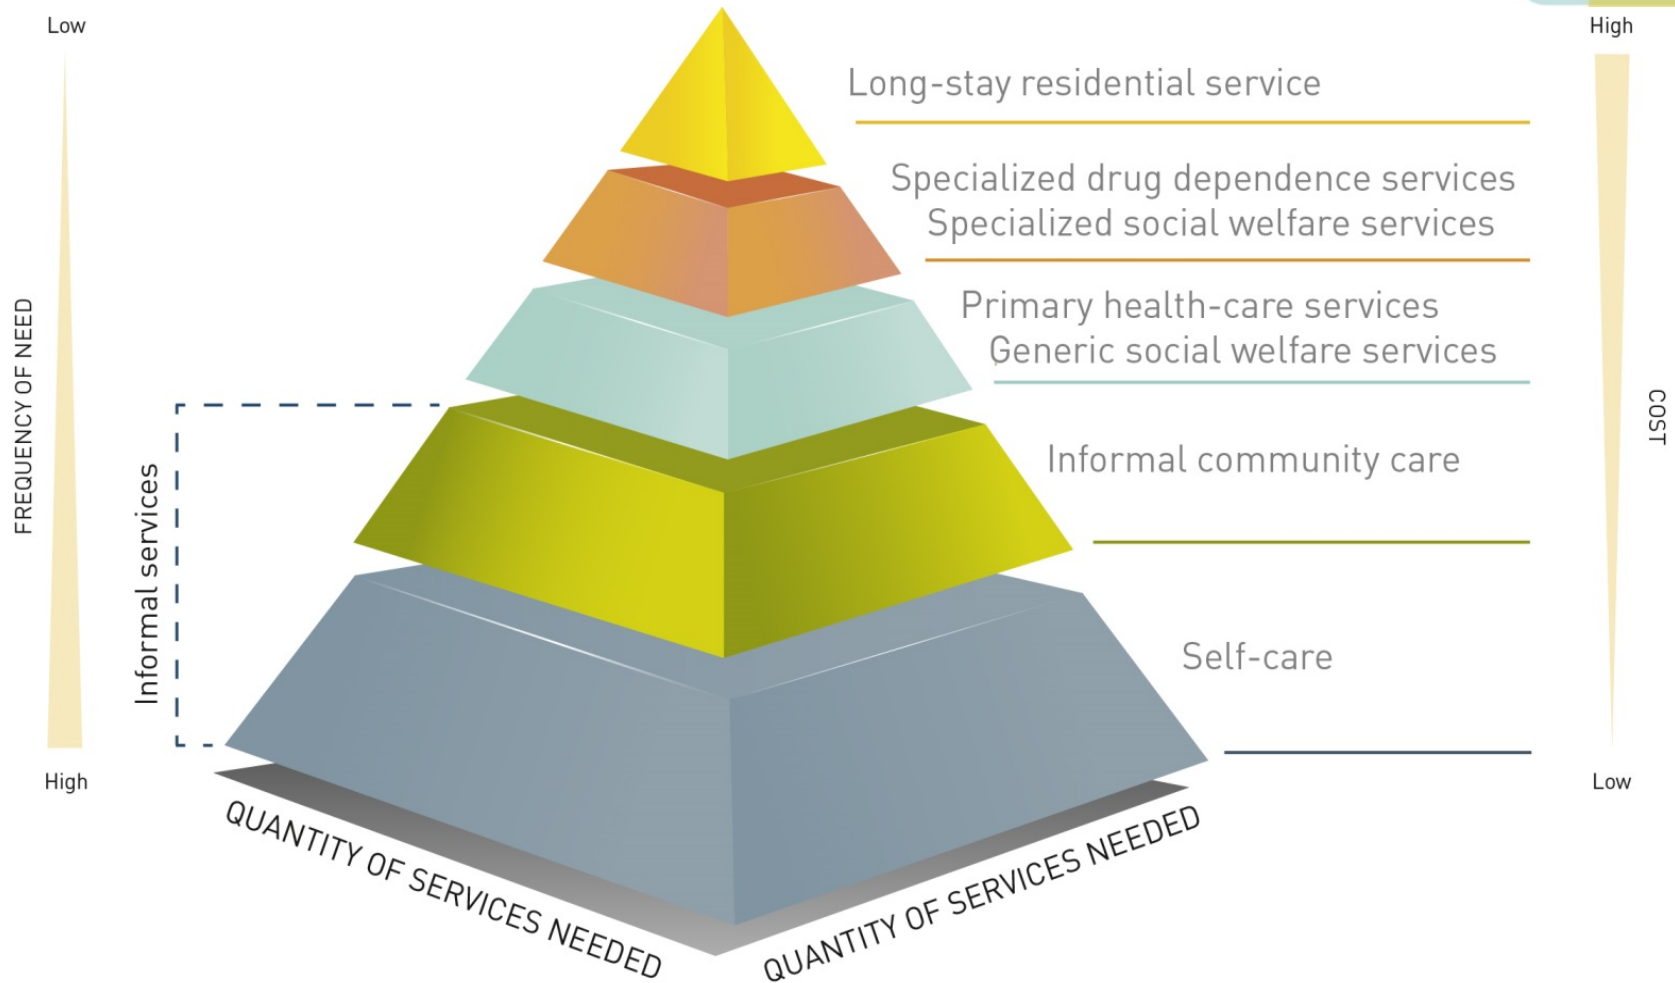 Low
High
Long-stay residential service
Specialized drug dependence services
Specialized social welfare services
Primary health-care services
Generic social welfare services
FREQUENCY OF NEED
COST
Informal services
Informal community care
Self-care
High
Low
QUANTITY OF SERVICES NEEDED
QUANTITY OF SERVICES NEEDED